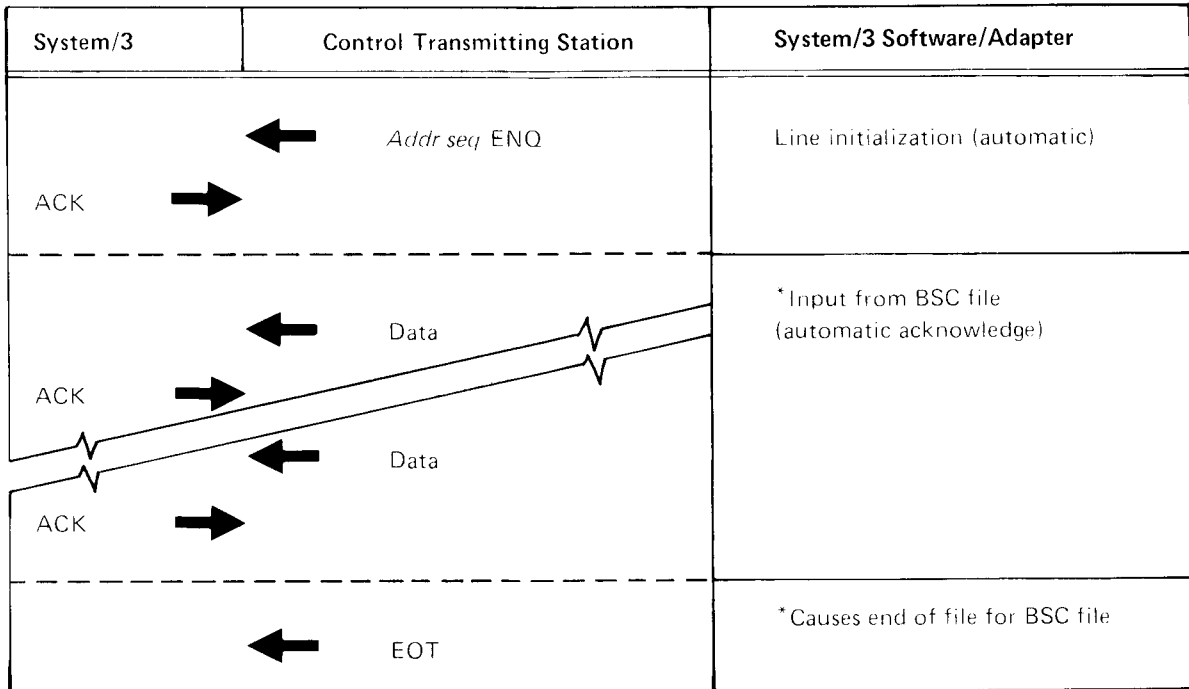 System/3 Control Transmitting Station System/3 Software/Adapter
Addr seq ENQ Line initialization (automatic)
ACK
*Input from BSC file
Data (automatic acknowledge)
ACK
Data
ACK
*Causes end of file for BSC file
EOT